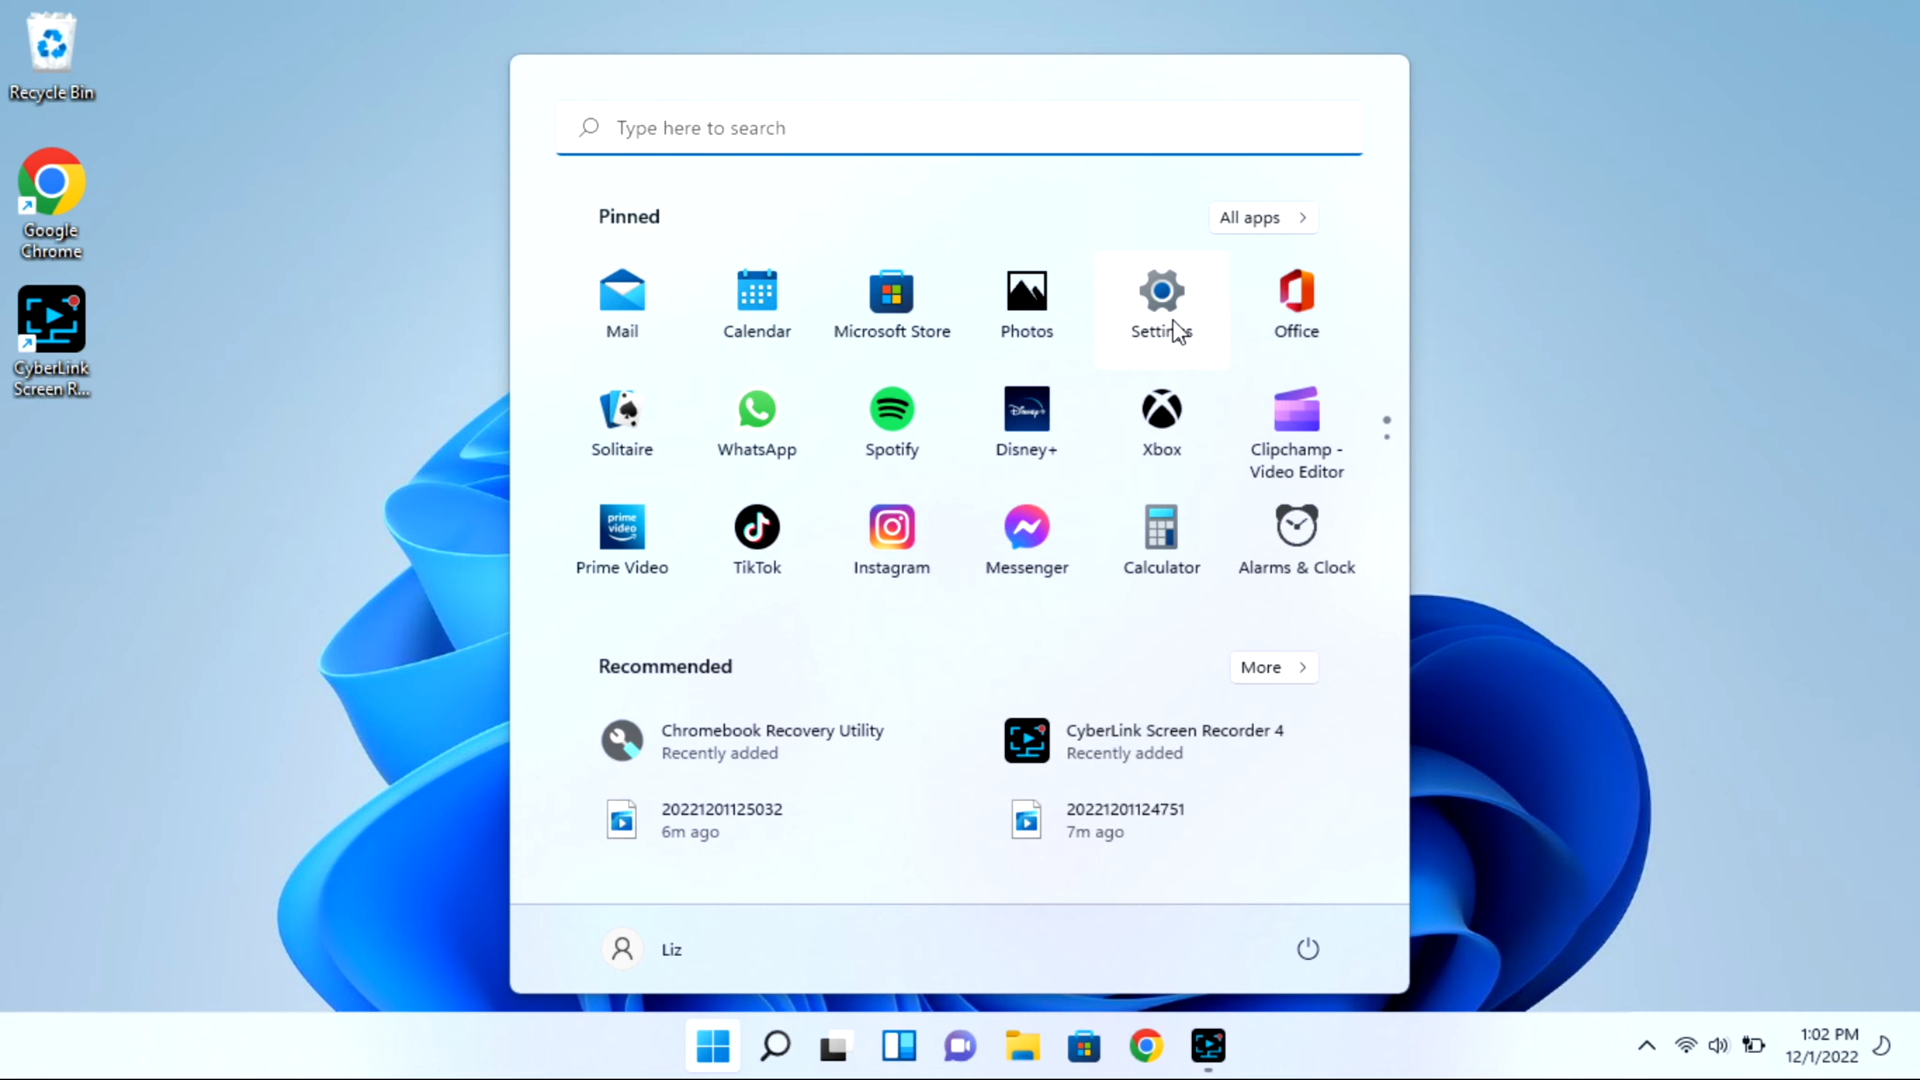 Recycle Bin
Google
Chrome
CyberLink
Screen R...
Type here to search
Pinned
All apps
Mail
Calendar
Microsoft Store
Photos
Settings
Office
Solitaire
WhatsApp
Spotify
Disney+
Disney+
Xbox
Clipchamp -
Video Editor
prime
video
Prime Video
TikTok
Instagram
Messenger
Calculator
Alarms & Clock
Recommended
More
Chromebook Recovery Utility
Recently added
CyberLink Screen Recorder 4
Recently added
20221201125032
6m ago
20221201124751
7m ago
Liz
1:02 PM
12/1/2022